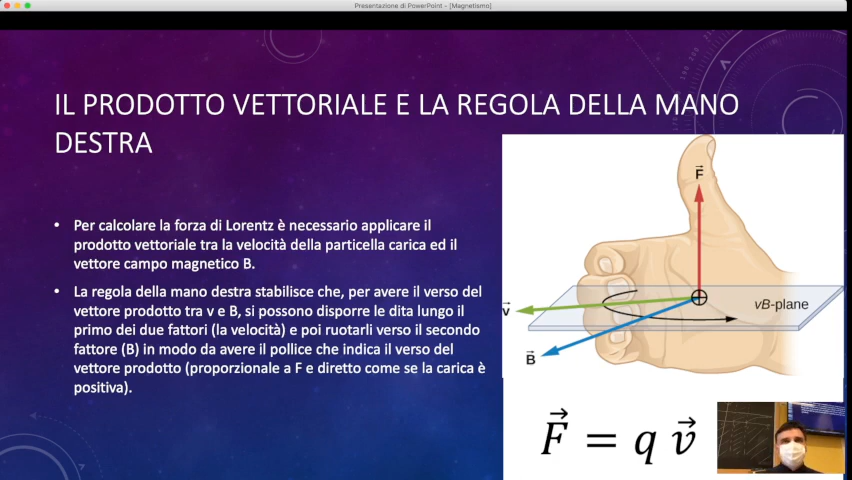 Presentazione di PowerPoint - [Magnetismo]
IL PRODOTTO VETTORIALE E LA REGOLA DELLA MANO
DESTRA
• Per calcolare la forza di Lorentz è necessario applicare il
prodotto vettoriale tra la velocità della particella carica ed il
vettore campo magnetico B.
• La regola della mano destra stabilisce che, per avere il verso del
vettore prodotto tra v e B, si possono disporre le dita lungo il
primo dei due fattori (la velocità) e poi ruotarli verso il secondo
fattore (B) in modo da avere il pollice che indica il verso del
vettore prodotto (proporzionale a F e diretto come se la carica è
positiva).
F⃗
vB-plane
v⃗
B⃗
F⃗ = q v⃗